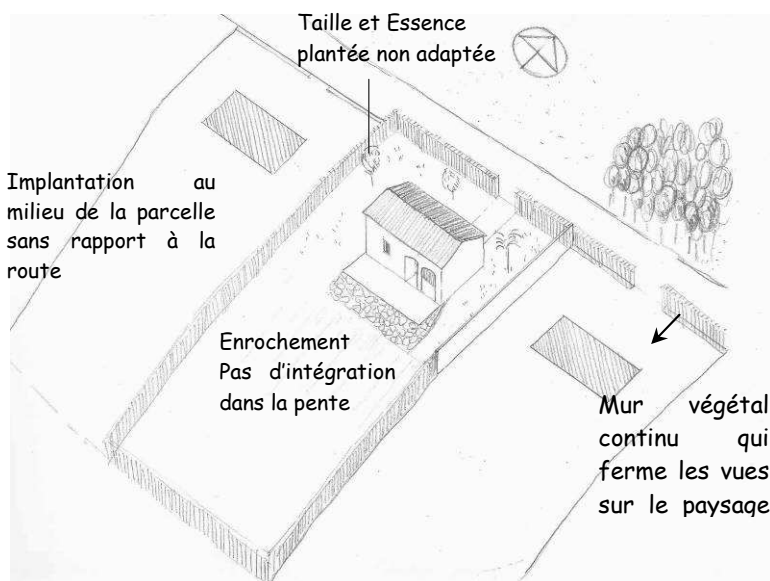 Taille et Essence
plantée non adaptée
Implantation au
milieu de la parcelle
sans rapport à la
route
Enrochement
Pas d'intégration
dans la pente
Mur végétal
continu qui
ferme les vues
sur le paysage